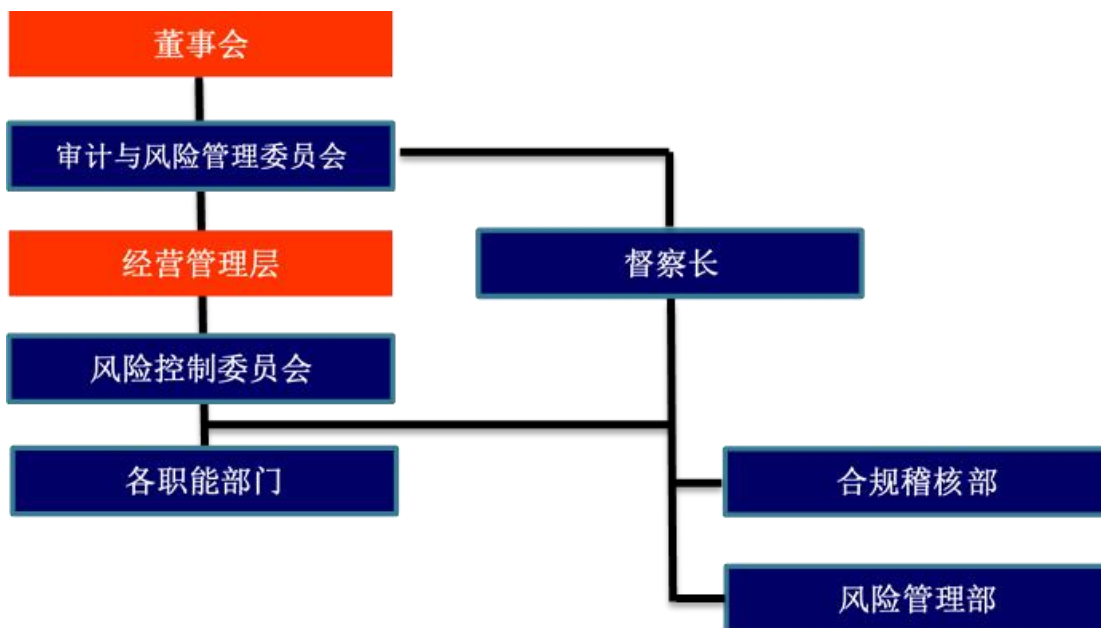 董事会
审计与风险管理委员会
经营管理层
督察长
风险控制委员会
各职能部门
合规稽核部
风险管理部